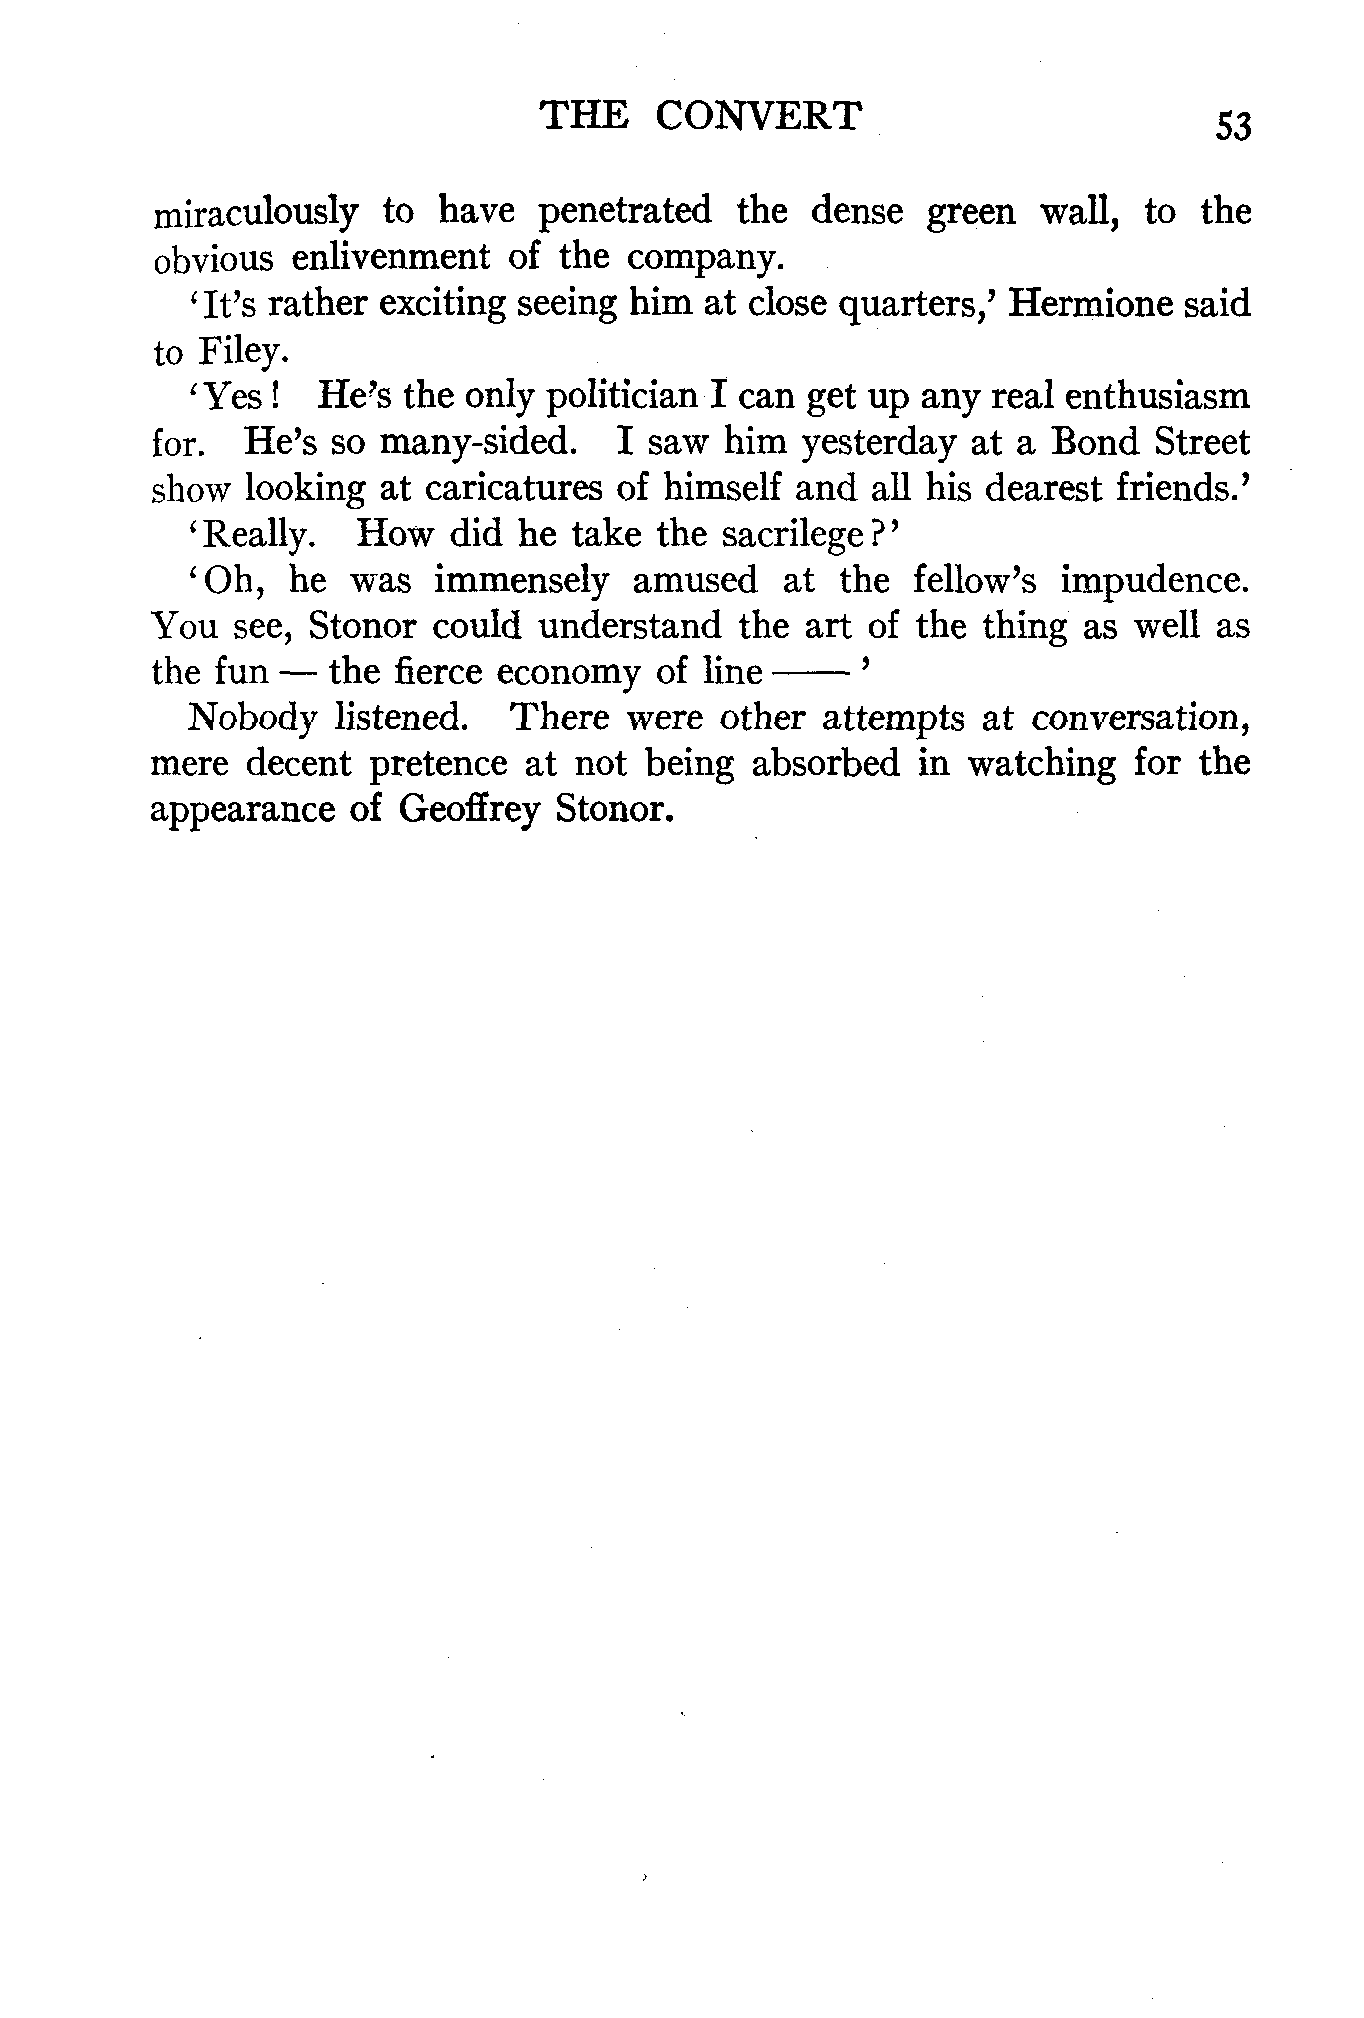 THE CONVERT 53
miraculously to have penetrated the dense green wall, to the
obvious enlivenment of the company.
‘It’s rather exciting seeing him at close quarters,’ Hermione said
to Filey.
‘Yes! He’s the only politician I can get up any real enthusiasm
for. He’s so many-sided. I saw him yesterday at a Bond Street
show looking at caricatures of himself and all his dearest friends.’
‘Really. How did he take the sacrilege?’
‘Oh, he was immensely amused at the fellow’s impudence.
You see, Stonor could understand the art of the thing as well as
the fun — the fierce economy of line —— ’
Nobody listened. There were other attempts at conversation,
mere decent pretence at not being absorbed in watching for the
appearance of Geoffrey Stonor.